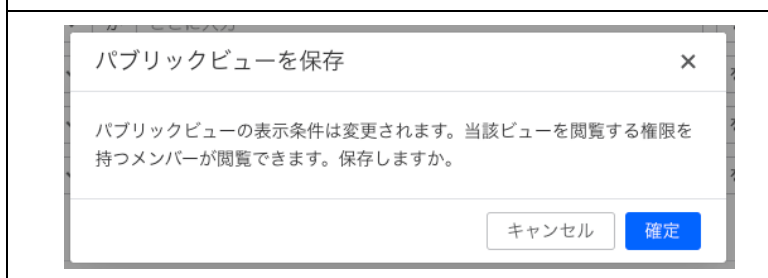 パブリックビューを保存
パブリックビューの表示条件は変更されます。当該ビューを閲覧する権限を
持つメンバーが閲覧できます。保存しますか。
キャンセル 確定